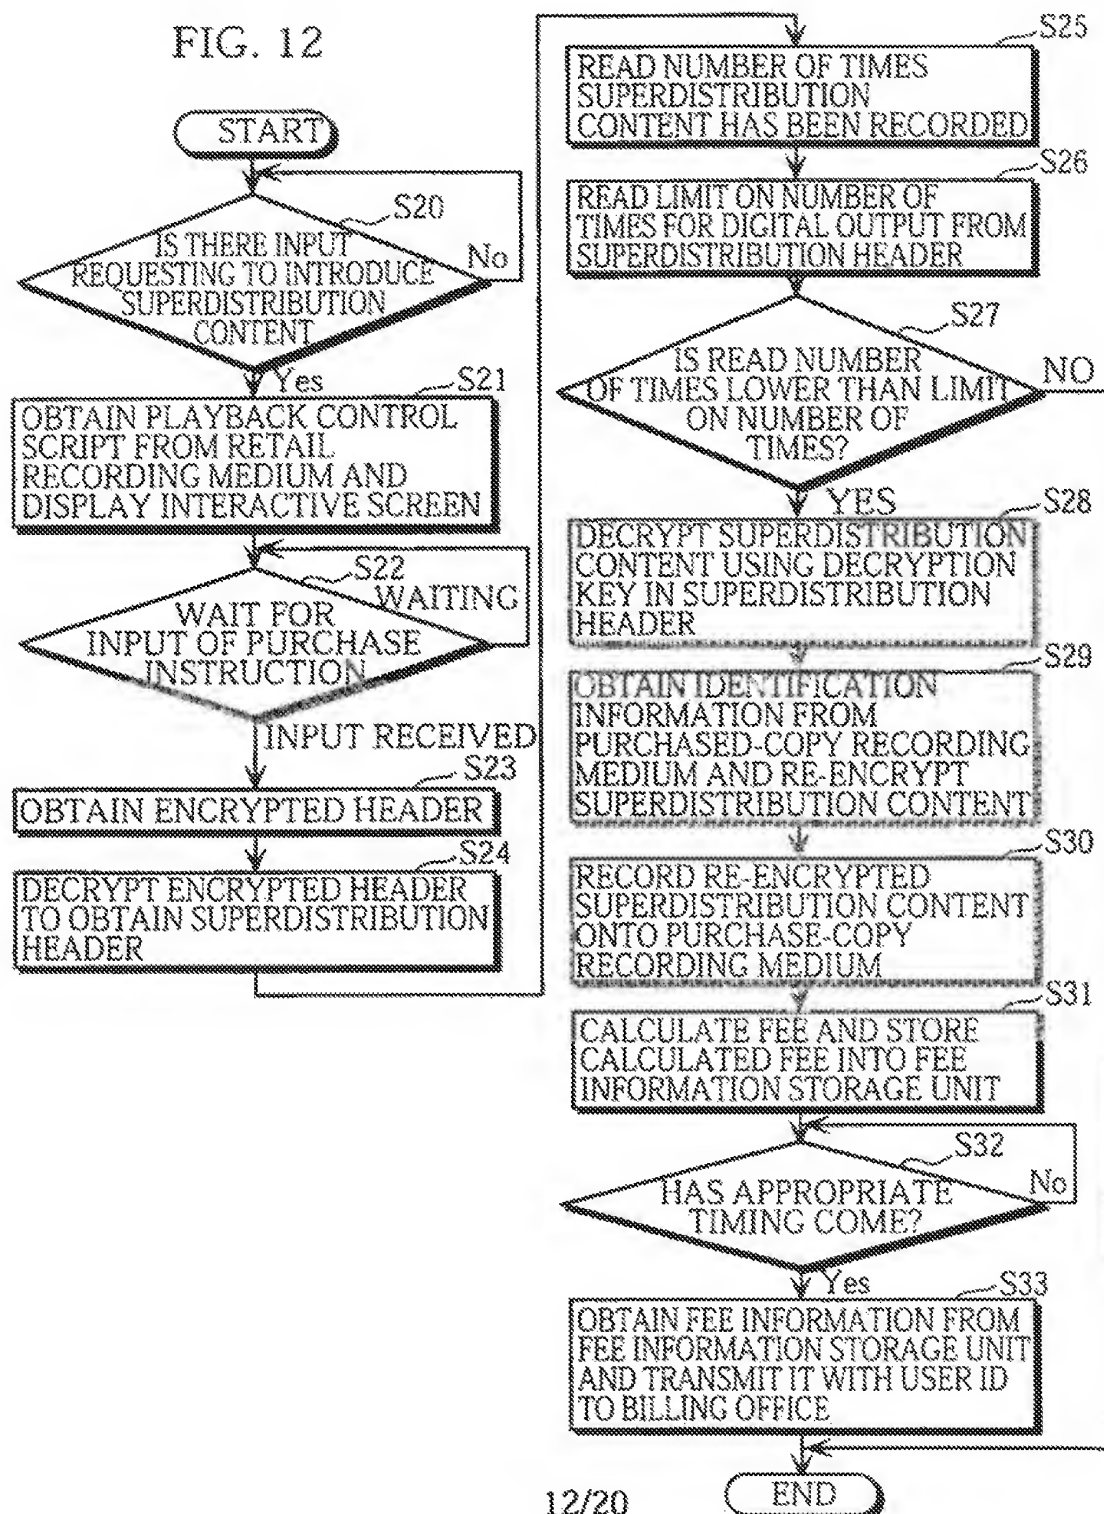 FIG. 12
START
S20
IS THERE INPUT
REQUESTING TO INTRODUCE
SUPERDISTRIBUTION
CONTENT
No
Yes
S21
OBTAIN PLAYBACK CONTROL
SCRIPT FROM RETAIL
RECORDING MEDIUM AND
DISPLAY INTERACTIVE SCREEN
S22
WAITING
WAIT FOR
INPUT OF PURCHASE
INSTRUCTION
INPUT RECEIVED
S23
OBTAIN ENCRYPTED HEADER
S24
DECRYPT ENCRYPTED HEADER
TO OBTAIN SUPERDISTRIBUTION
HEADER
S25
READ NUMBER OF TIMES
SUPERDISTRIBUTION
CONTENT HAS BEEN RECORDED
S26
READ LIMIT ON NUMBER OF
TIMES FOR DIGITAL OUTPUT FROM
SUPERDISTRIBUTION HEADER
S27
IS READ NUMBER
OF TIMES LOWER THAN LIMIT
ON NUMBER OF
TIMES?
NO
YES
S28
DECRYPT SUPERDISTRIBUTION
CONTENT USING DECRYPTION
KEY IN SUPERDISTRIBUTION
HEADER
S29
OBTAIN IDENTIFICATION
INFORMATION FROM
PURCHASED-COPY RECORDING
MEDIUM AND RE-ENCRYPT
SUPERDISTRIBUTION CONTENT
S30
RECORD RE-ENCRYPTED
SUPERDISTRIBUTION CONTENT
ONTO PURCHASE-COPY
RECORDING MEDIUM
S31
CALCULATE FEE AND STORE
CALCULATED FEE INTO FEE
INFORMATION STORAGE UNIT
S32
HAS APPROPRIATE
TIMING COME?
No
Yes
S33
OBTAIN FEE INFORMATION FROM
FEE INFORMATION STORAGE UNIT
AND TRANSMIT IT WITH USER ID
TO BILLING OFFICE
END
12/20